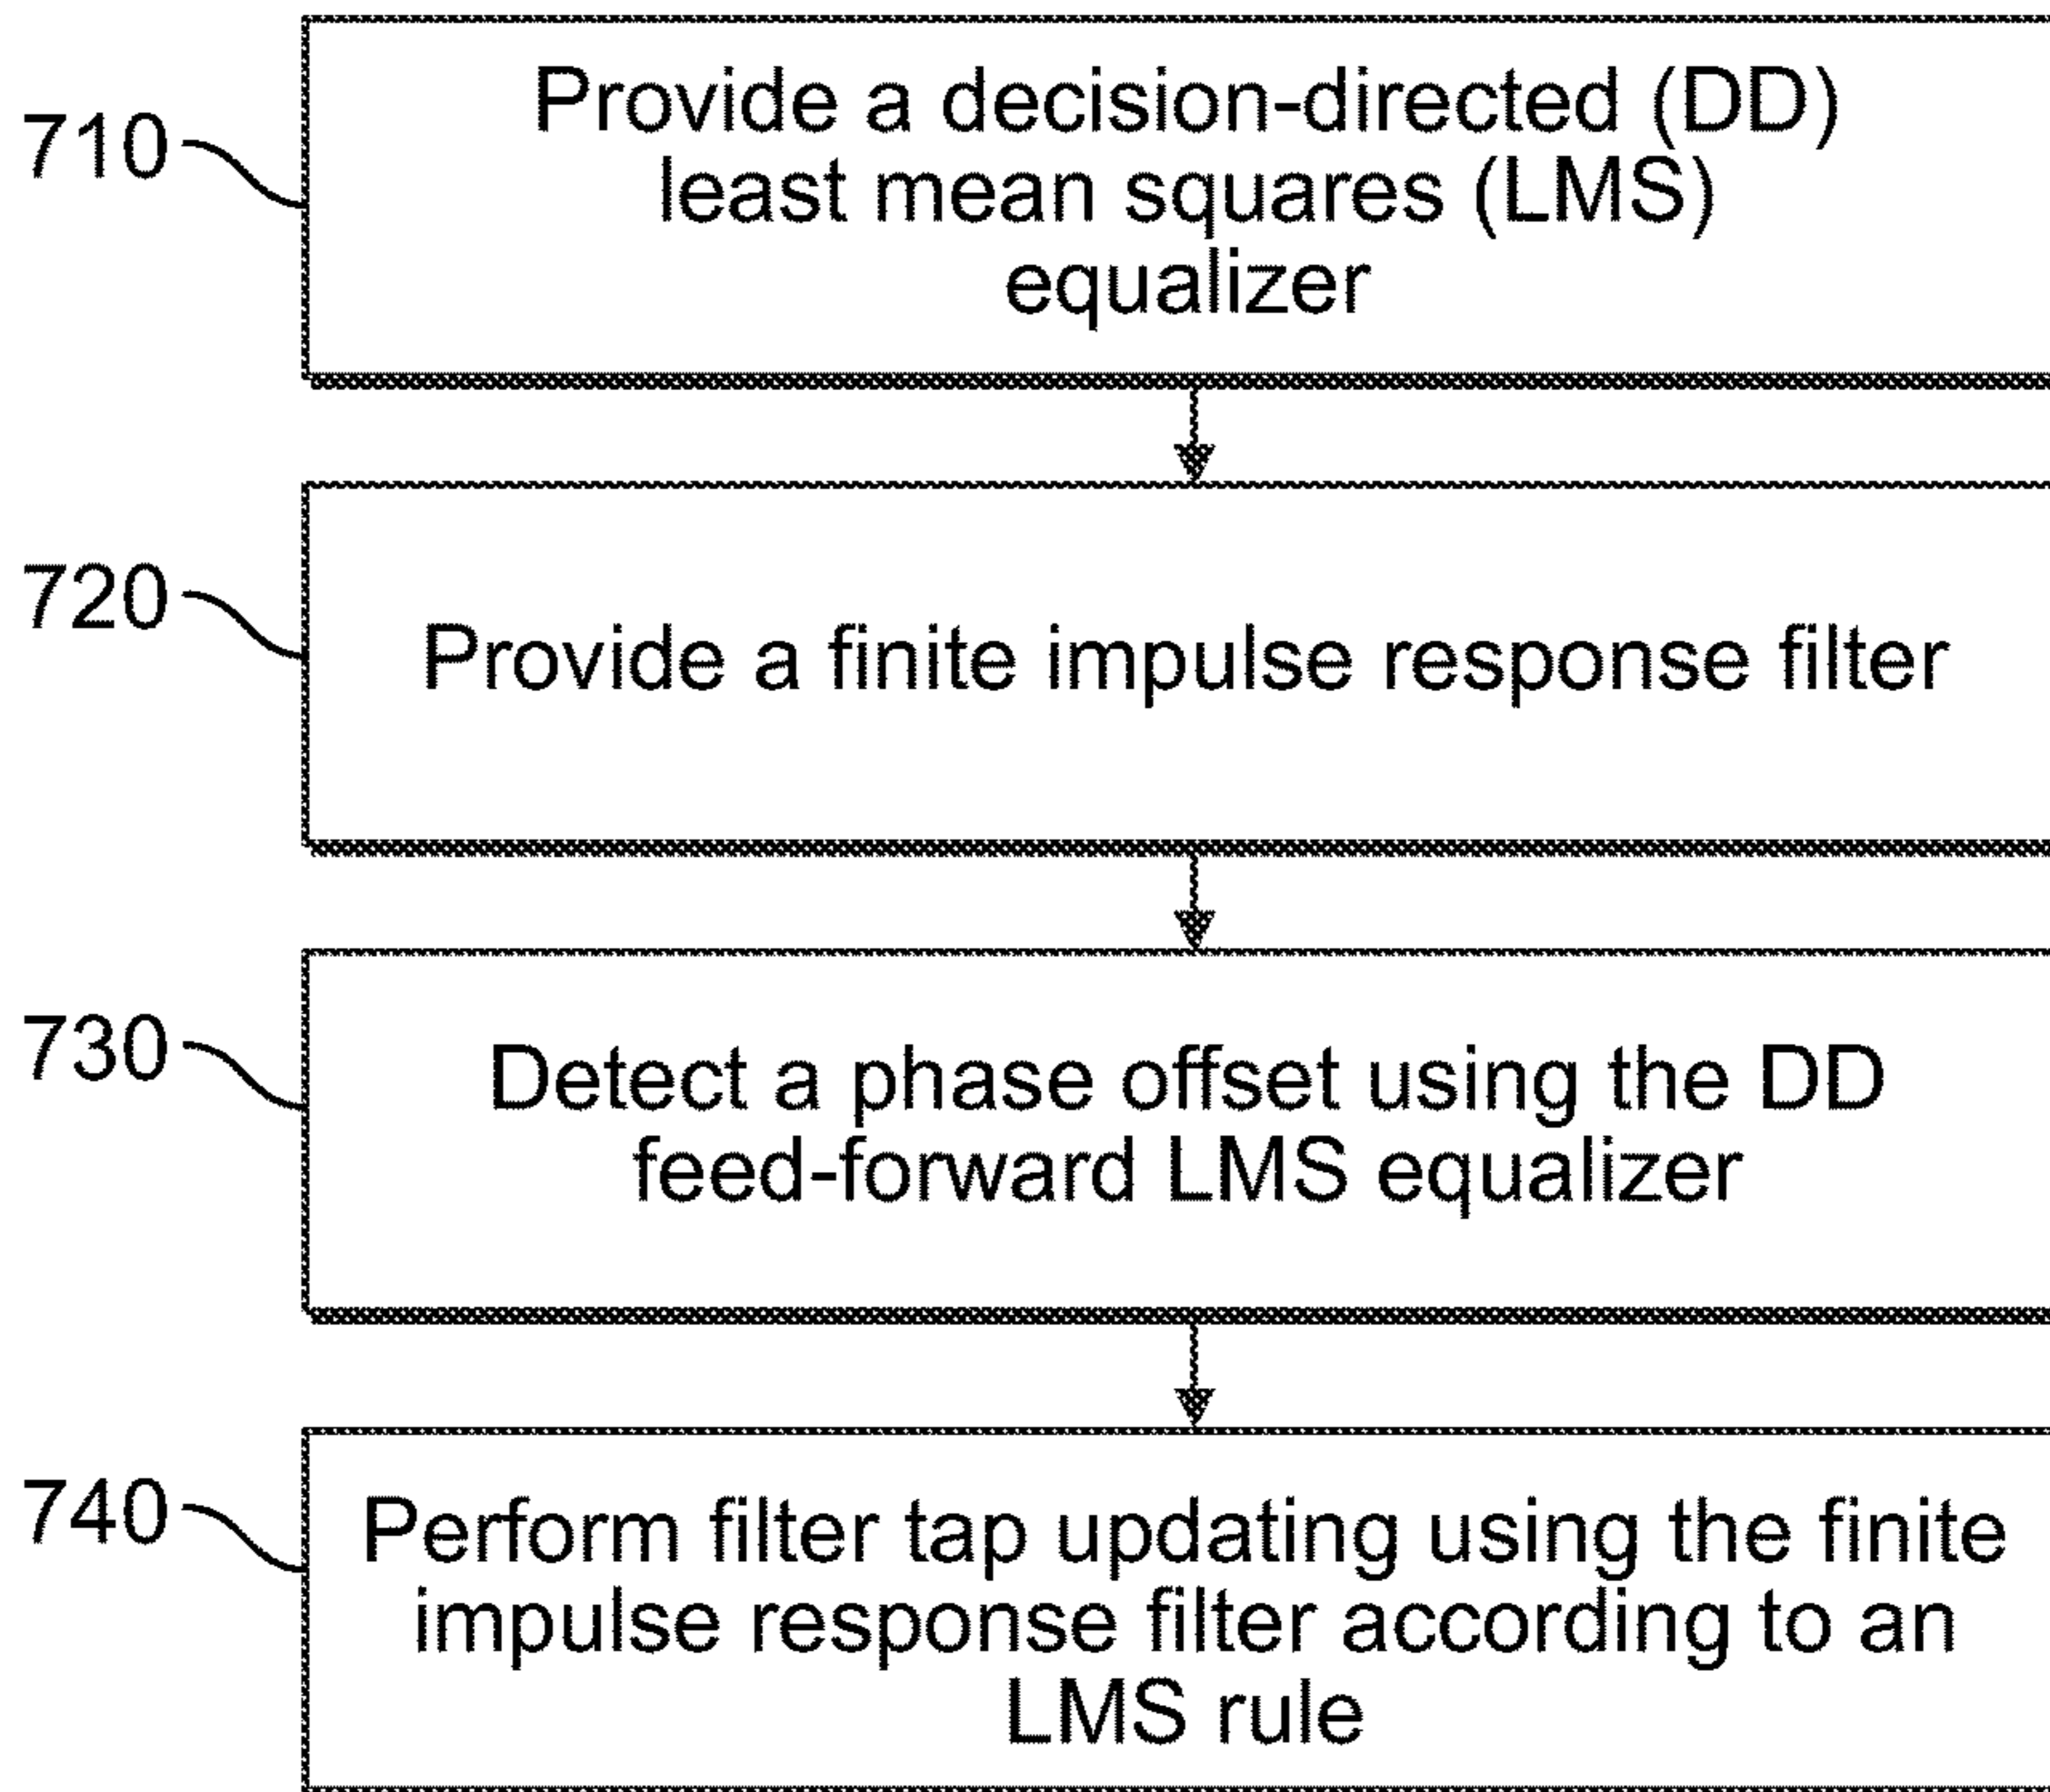 710
Provide a decision-directed (DD)
least mean squares (LMS)
equalizer
720
Provide a finite impulse response filter
730
Detect a phase offset using the DD
feed-forward LMS equalizer
740
Perform filter tap updating using the finite
impulse response filter according to an
LMS rule